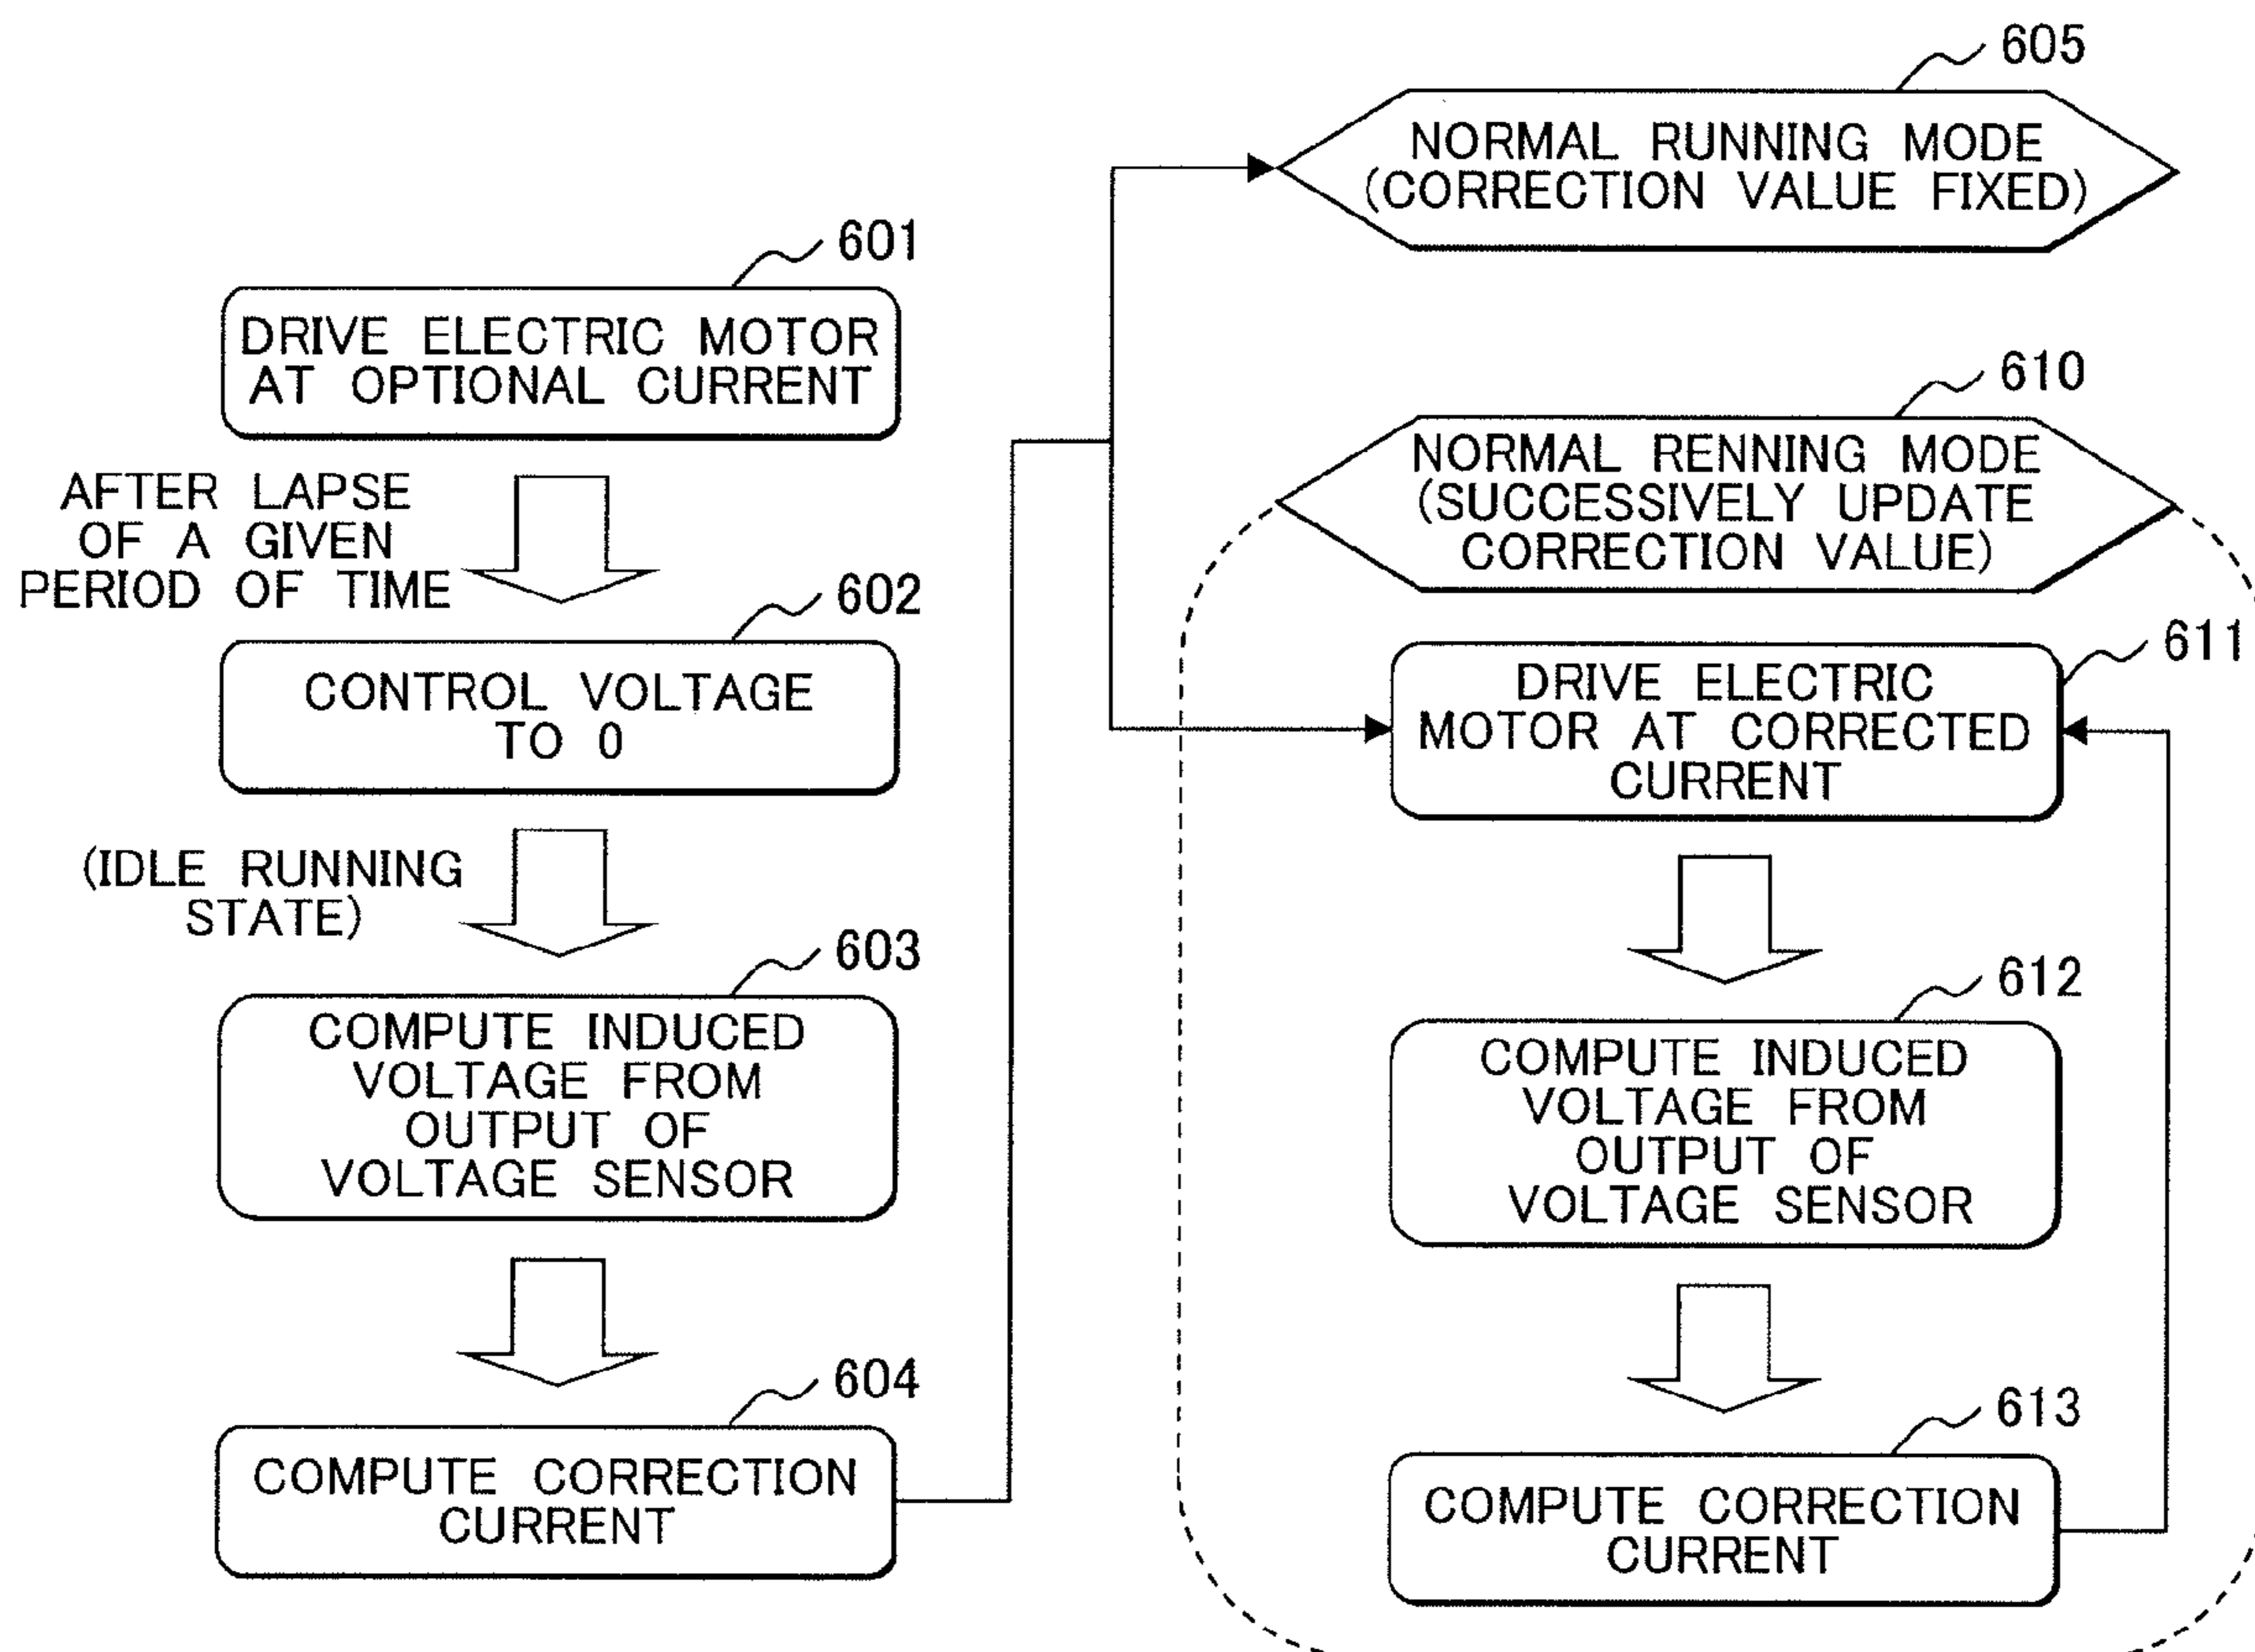 601
DRIVE ELECTRIC MOTOR
AT OPTIONAL CURRENT
AFTER LAPSE
OF A GIVEN
PERIOD OF TIME
602
CONTROL VOLTAGE
TO 0
(IDLE RUNNING
STATE)
603
COMPUTE INDUCED
VOLTAGE FROM
OUTPUT OF
VOLTAGE SENSOR
604
COMPUTE CORRECTION
CURRENT
605
NORMAL RUNNING MODE
(CORRECTION VALUE FIXED)
610
NORMAL RENNING MODE
(SUCCESSIVELY UPDATE
CORRECTION VALUE)
611
DRIVE ELECTRIC
MOTOR AT CORRECTED
CURRENT
612
COMPUTE INDUCED
VOLTAGE FROM
OUTPUT OF
VOLTAGE SENSOR
613
COMPUTE CORRECTION
CURRENT